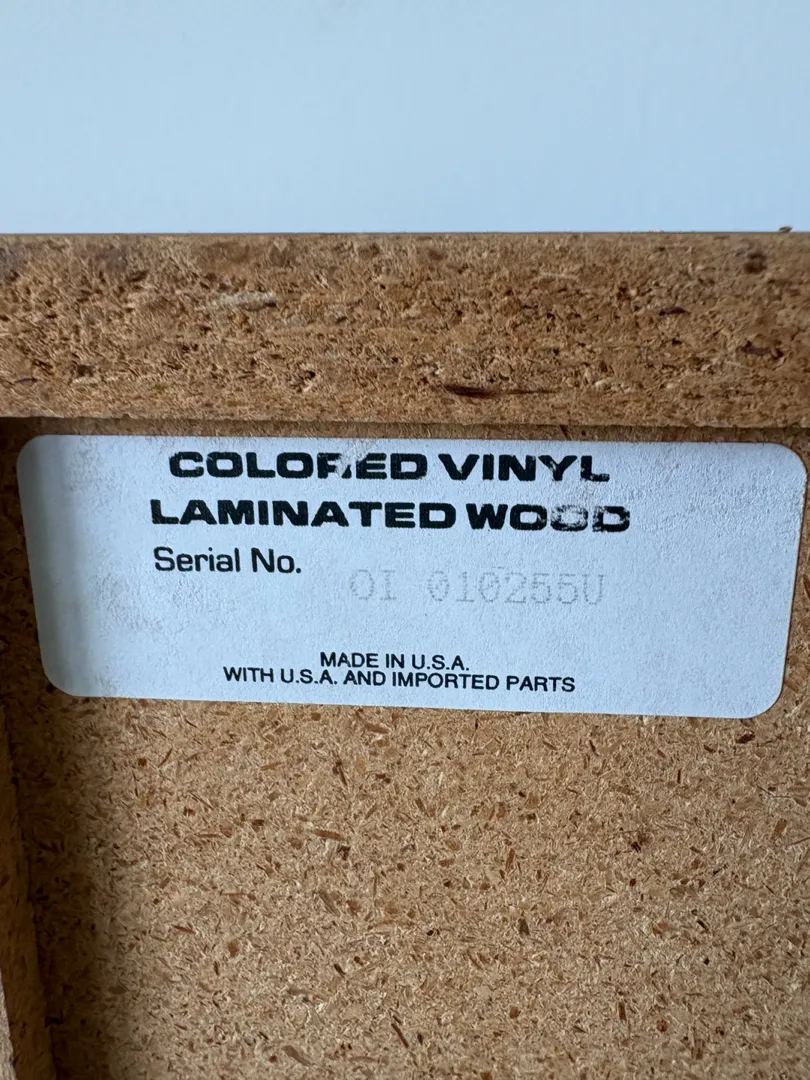 COLORED VINYL
LAMINATED WOOD
Serial No.
OI 010255U
MADE IN U.S.A.
WITH U.S.A. AND IMPORTED PARTS